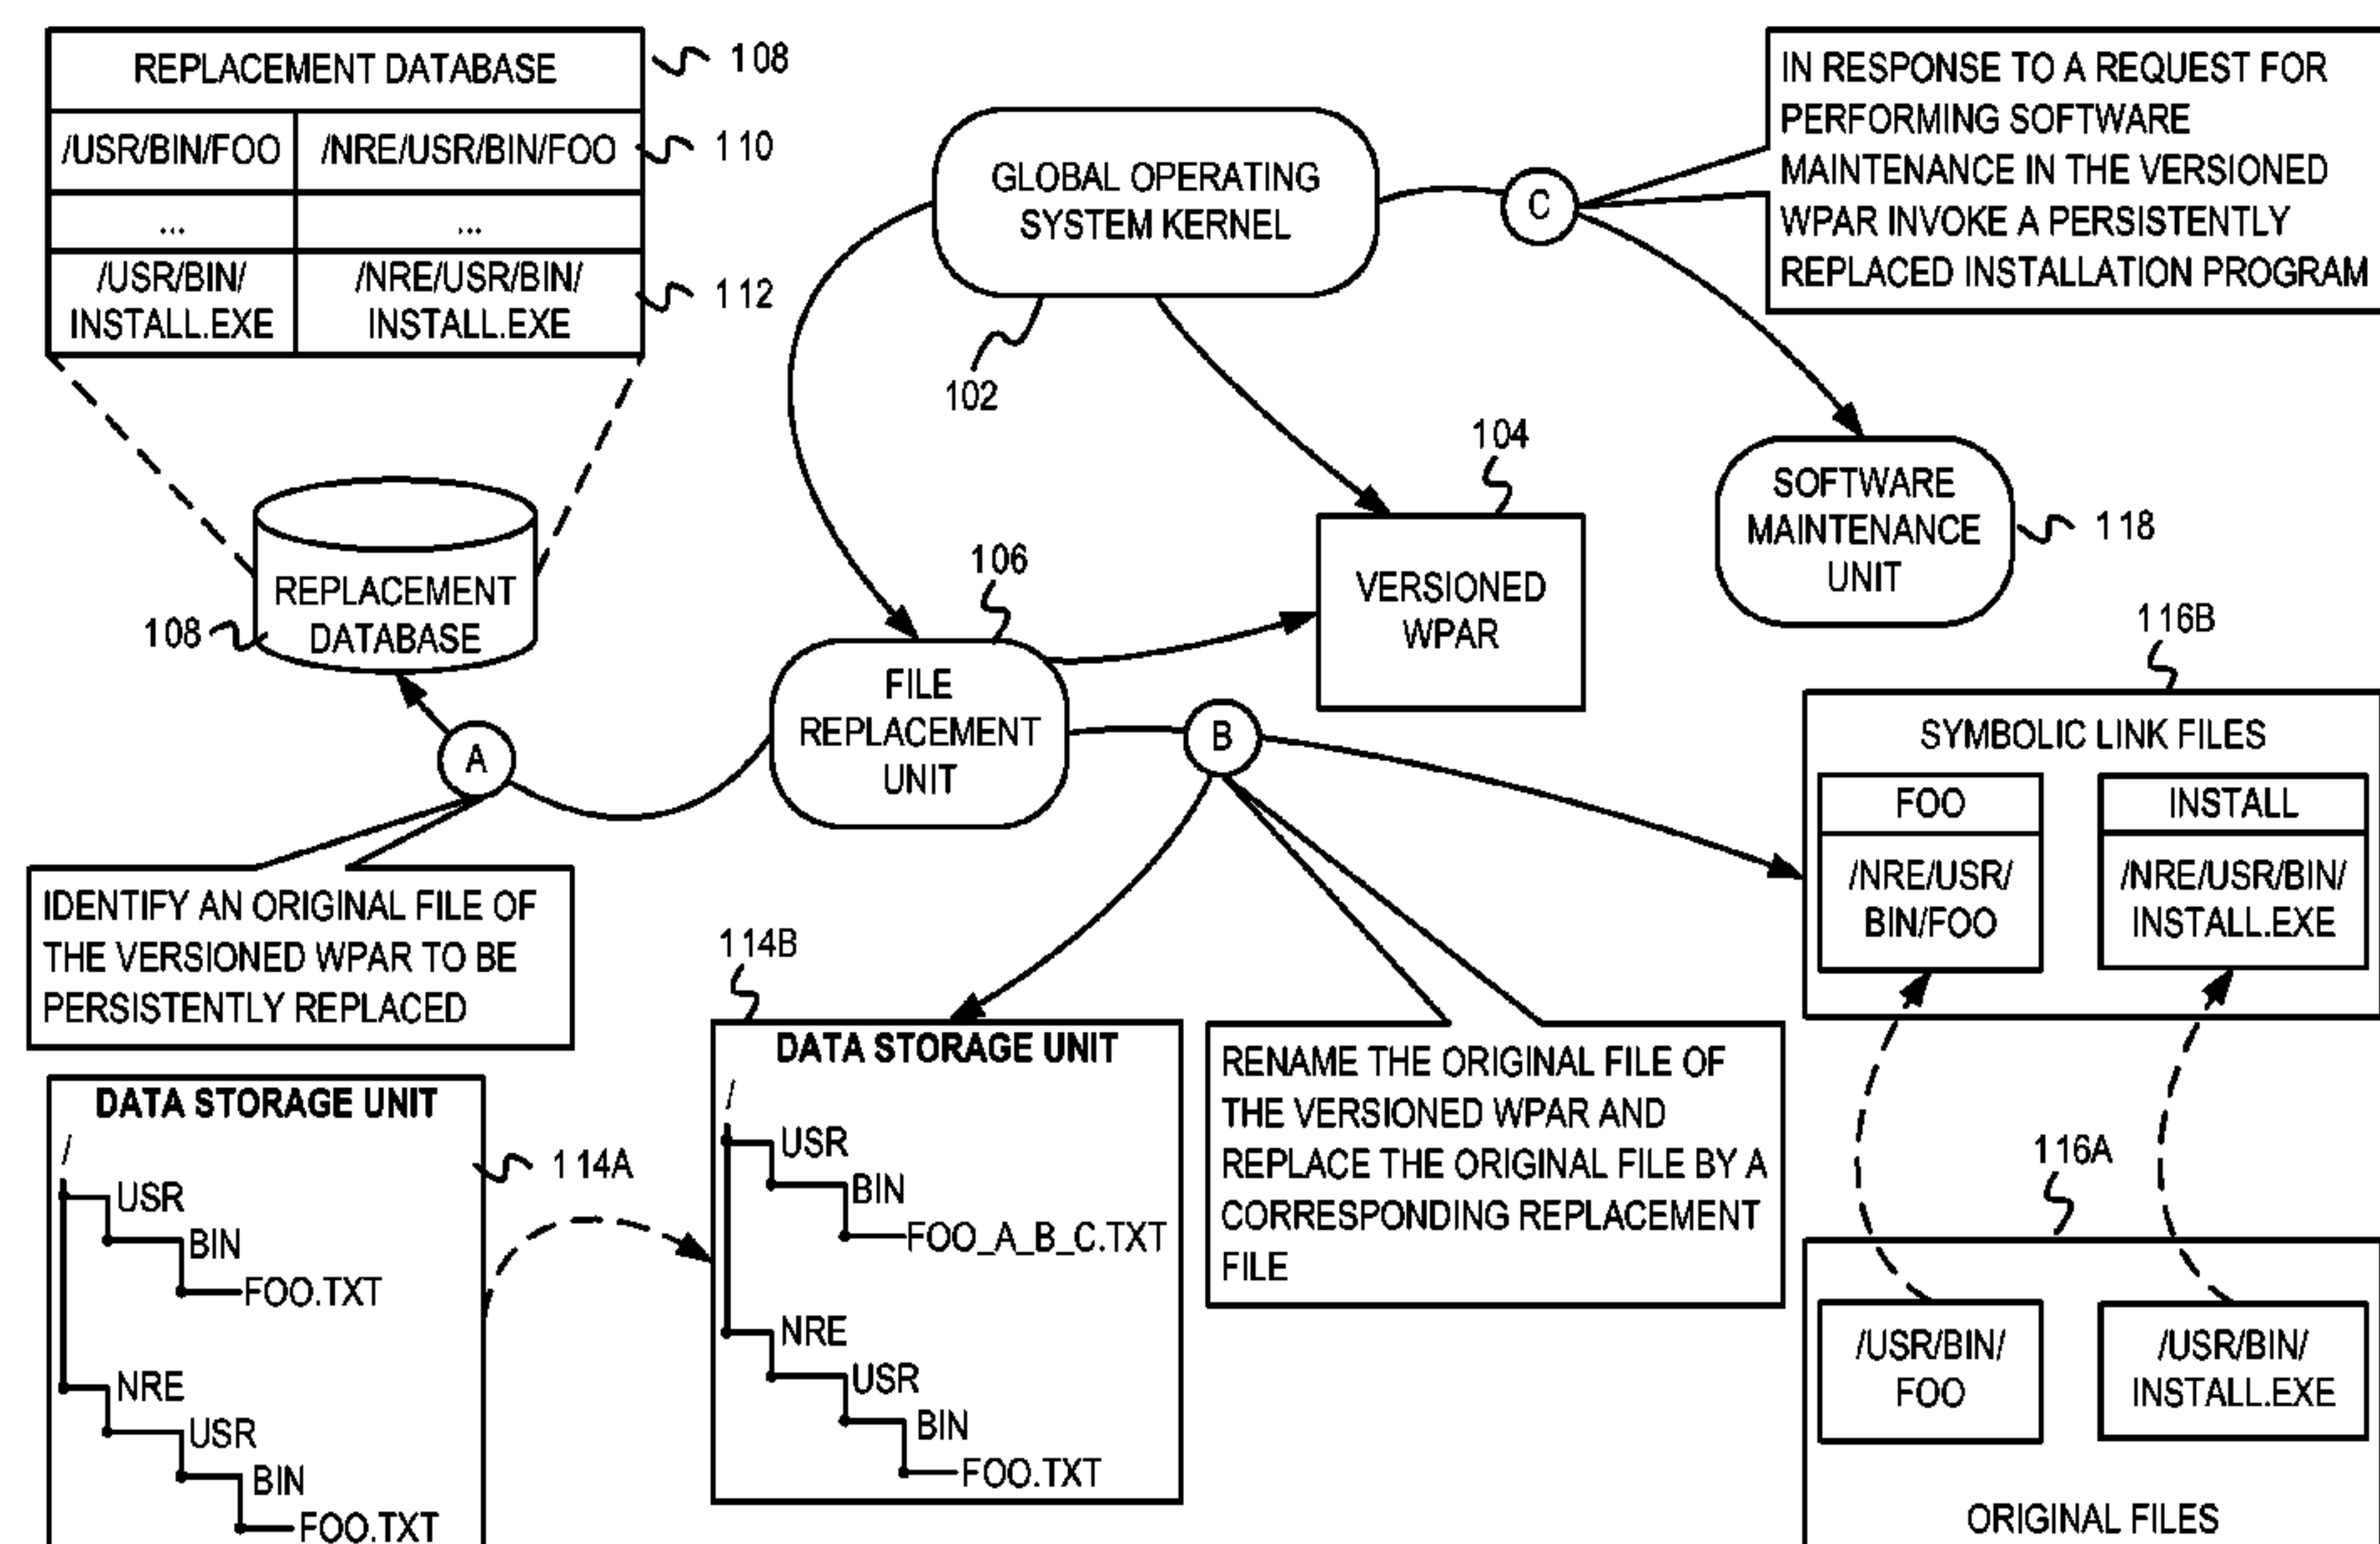 REPLACEMENT DATABASE
108
/USR/BIN/FOO
/NRE/USR/BIN/FOO
110
...
...
/USR/BIN/
INSTALL.EXE
/NRE/USR/BIN/
INSTALL.EXE
112
GLOBAL OPERATING
SYSTEM KERNEL
102
C
IN RESPONSE TO A REQUEST FOR
PERFORMING SOFTWARE
MAINTENANCE IN THE VERSIONED
WPAR INVOKE A PERSISTENTLY
REPLACED INSTALLATION PROGRAM
REPLACEMENT
DATABASE
108
106
FILE
REPLACEMENT
UNIT
104
VERSIONED
WPAR
SOFTWARE
MAINTENANCE
UNIT
118
A
IDENTIFY AN ORIGINAL FILE OF
THE VERSIONED WPAR TO BE
PERSISTENTLY REPLACED
B
RENAME THE ORIGINAL FILE OF
THE VERSIONED WPAR AND
REPLACE THE ORIGINAL FILE BY A
CORRESPONDING REPLACEMENT
FILE
116B
SYMBOLIC LINK FILES
FOO
/NRE/USR/
BIN/FOO
INSTALL
/NRE/USR/BIN/
INSTALL.EXE
DATA STORAGE UNIT
114A
/
USR
BIN
FOO.TXT
NRE
USR
BIN
FOO.TXT
114B
DATA STORAGE UNIT
/
USR
BIN
FOO_A_B_C.TXT
NRE
USR
BIN
FOO.TXT
116A
/USR/BIN/
FOO
/USR/BIN/
INSTALL.EXE
ORIGINAL FILES